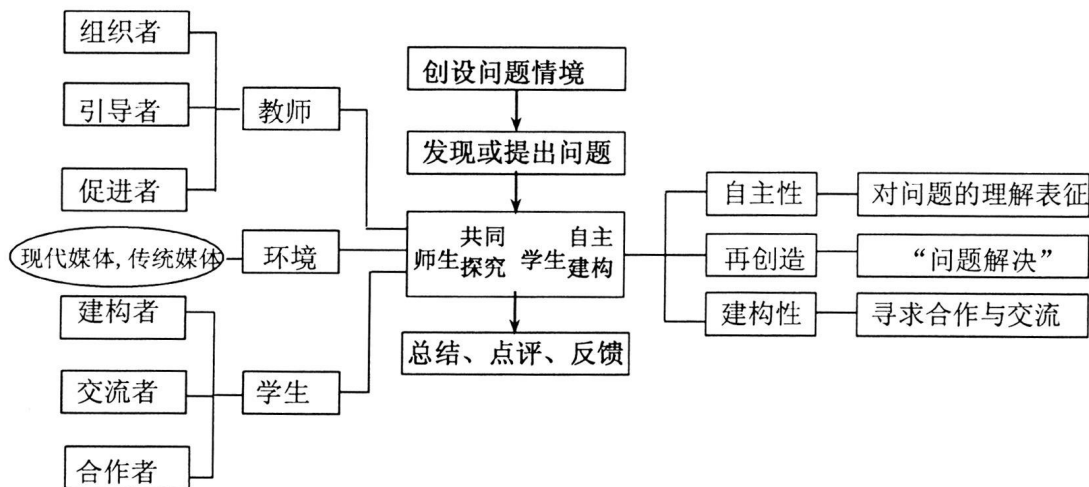 组织者
引导者
促进者
教师
现代媒体,传统媒体
环境
建构者
交流者
合作者
学生
创设问题情境
发现或提出问题
师生共同探究 学生自主建构
总结、点评、反馈
自主性
对问题的理解表征
再创造
“问题解决”
建构性
寻求合作与交流